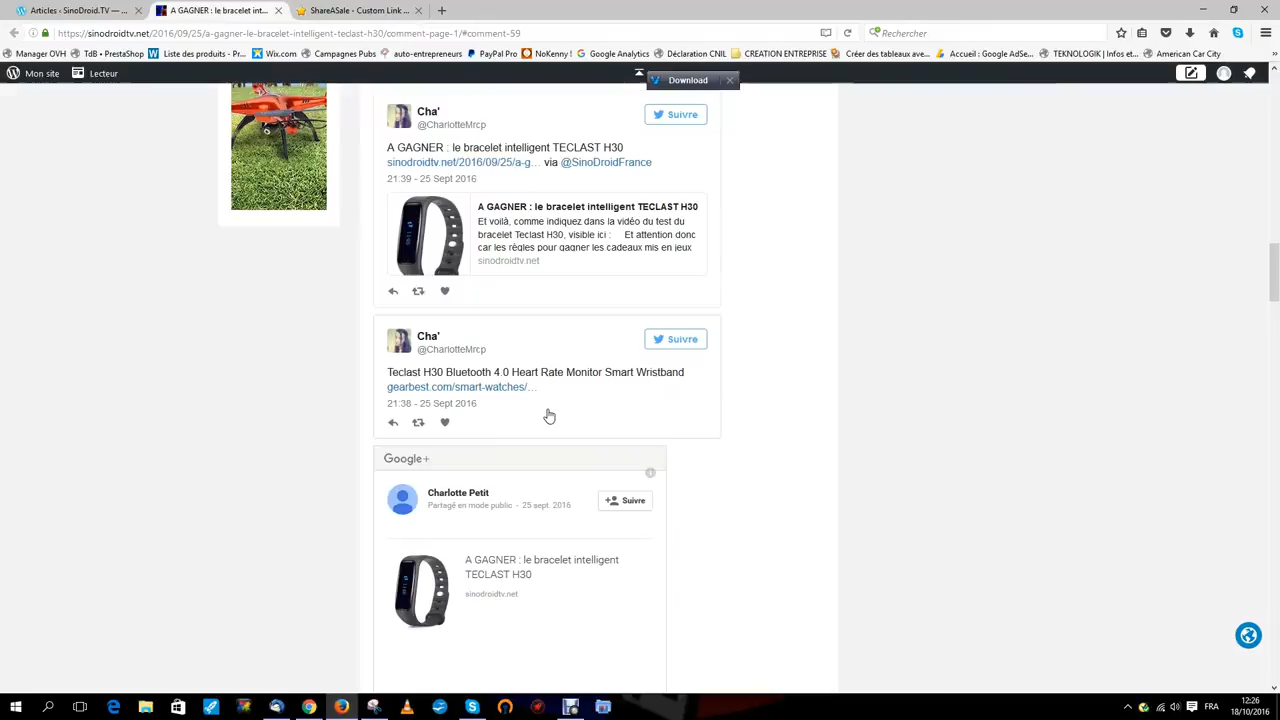 Articles ‹ SinoDroid.TV —
A GAGNER : le bracelet int...
ShareASale - Custom Link ...
https://sinodroidtv.net/2016/09/25/a-gagner-le-bracelet-intelligent-teclast-h30/comment-page-1/#comment-59
Rechercher
Manager OVH TdB • PrestaShop Liste des produits • Pre... Wix.com Campagnes Pubs auto-entrepreneurs PayPal Pro NoKenny ! Google Analytics Déclaration CNIL CREATION ENTREPRISE Créer des tableaux ave... Accueil : Google AdSe... TEKNOLOGIK | Infos et... American Car City
Mon site Lecteur
Download
Cha'
@CharlotteMrcp
Suivre
A GAGNER : le bracelet intelligent TECLAST H30
sinodroidtv.net/2016/09/25/a-g... via @SinoDroidFrance
21:39 - 25 Sept 2016
A GAGNER : le bracelet intelligent TECLAST H30
Et voilà, comme indiquez dans la vidéo du test du
bracelet Teclast H30, visible ici : Et attention donc
car les règles pour gagner les cadeaux mis en jeux
sinodroidtv.net
Cha'
@CharlotteMrcp
Suivre
Teclast H30 Bluetooth 4.0 Heart Rate Monitor Smart Wristband
gearbest.com/smart-watches/...
21:38 - 25 Sept 2016
Google+
Charlotte Petit
Partagé en mode public - 25 sept. 2016
Suivre
A GAGNER : le bracelet intelligent
TECLAST H30
sinodroidtv.net
FRA
12:26
18/10/2016